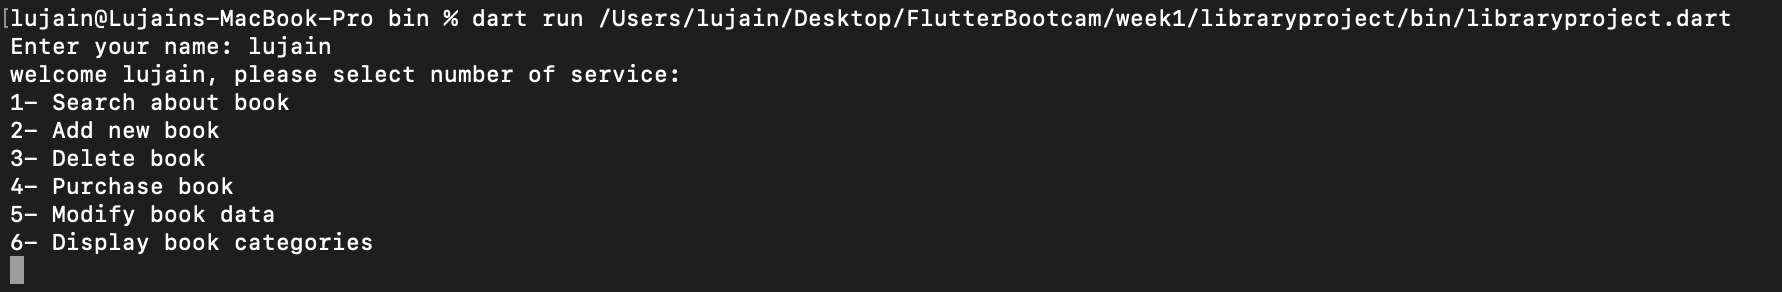 [lujain@Lujains-MacBook-Pro bin % dart run /Users/lujain/Desktop/FlutterBootcam/week1/libraryproject/bin/libraryproject.dart
Enter your name: lujain
welcome lujain, please select number of service:
1- Search about book
2- Add new book
3- Delete book
4- Purchase book
5- Modify book data
6- Display book categories